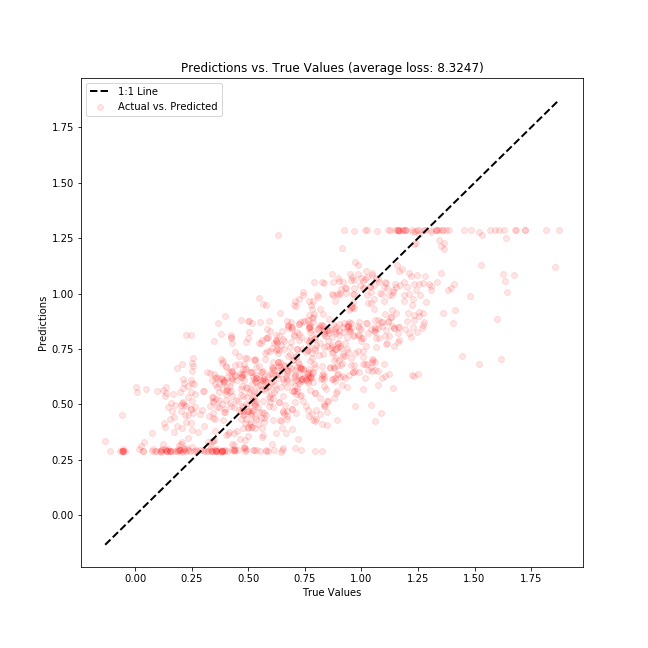 Predictions vs. True Values (average loss: 8.3247)
1:1 Line
Actual vs. Predicted
1.75
1.50
1.25
1.00
0.75
0.50
0.25
0.00
Predictions
0.00 0.25 0.50 0.75 1.00 1.25 1.50 1.75
True Values